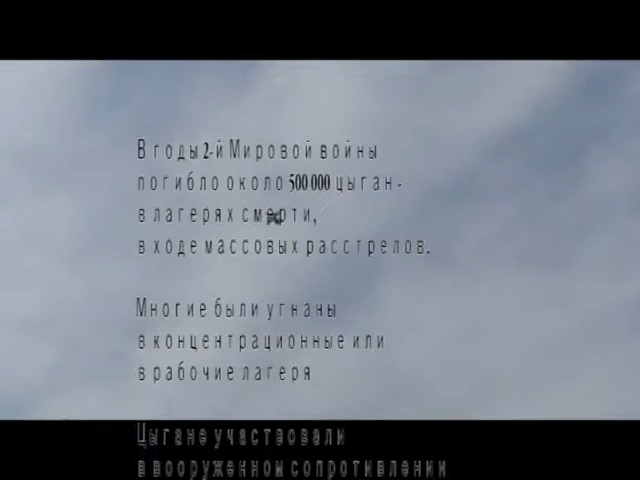 В годы 2-й Мировой войны
погибло около 500 000 цыган-
в лагерях смерти,
в ходе массовых расстрелов.
Многие были угнаны
в концентрационные или
в рабочие лагеря
Цыгане участвовали
в вооруженном сопротивлении